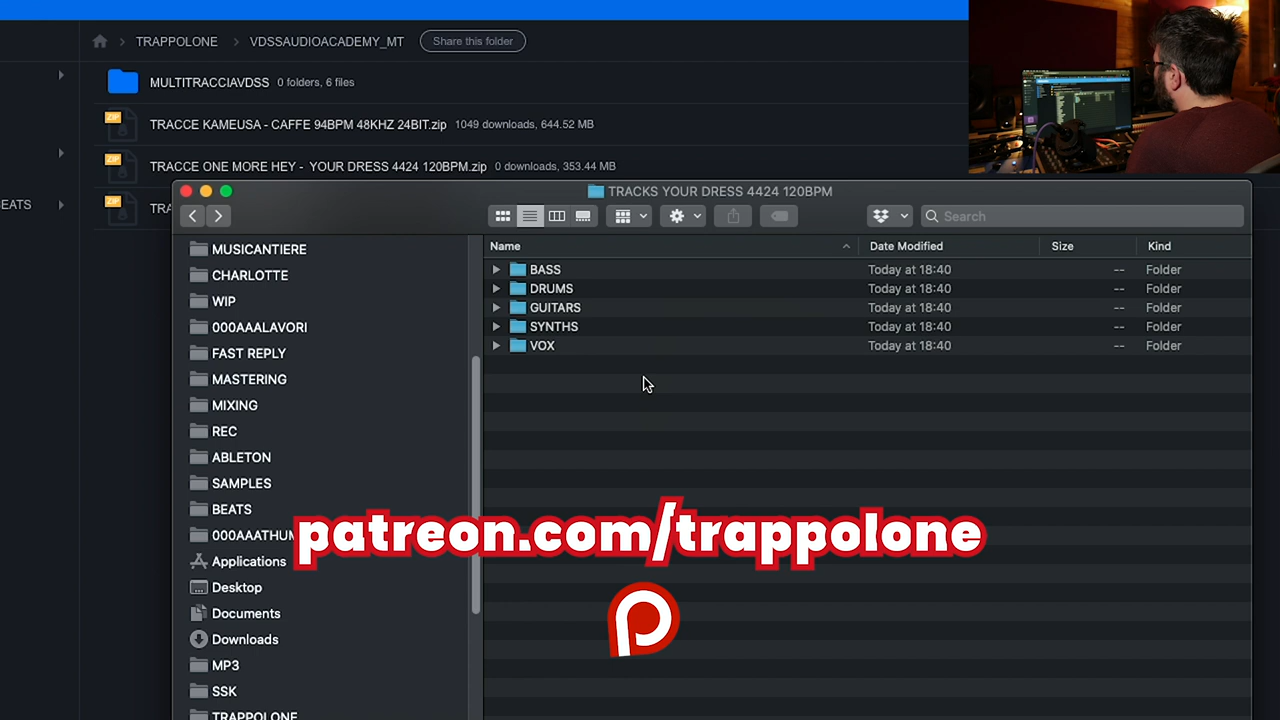 TRAPPOLONE > VDSSAUDIOACADEMY_MT Share this folder
MULTITRACCIAVDSS 0 folders, 6 files
ZIP TRACCE KAMEUSA - CAFFE 94BPM 48KHZ 24BIT.zip 1049 downloads, 644.52 MB
ZIP TRACCE ONE MORE HEY - YOUR DRESS 4424 120BPM.zip 0 downloads, 353.44 MB
ZIP
EATS
TRACKS YOUR DRESS 4424 120BPM
Search
Name Date Modified Size Kind
BASS Today at 18:40 -- Folder
DRUMS Today at 18:40 -- Folder
GUITARS Today at 18:40 -- Folder
SYNTHS Today at 18:40 -- Folder
VOX Today at 18:40 -- Folder
MUSICANTIERE
CHARLOTTE
WIP
000AAALAVORI
FAST REPLY
MASTERING
MIXING
REC
ABLETON
SAMPLES
BEATS
000AAATHUM
Applications
Desktop
Documents
Downloads
MP3
SSK
TRAPPOLONE
patreon.com/trappolone